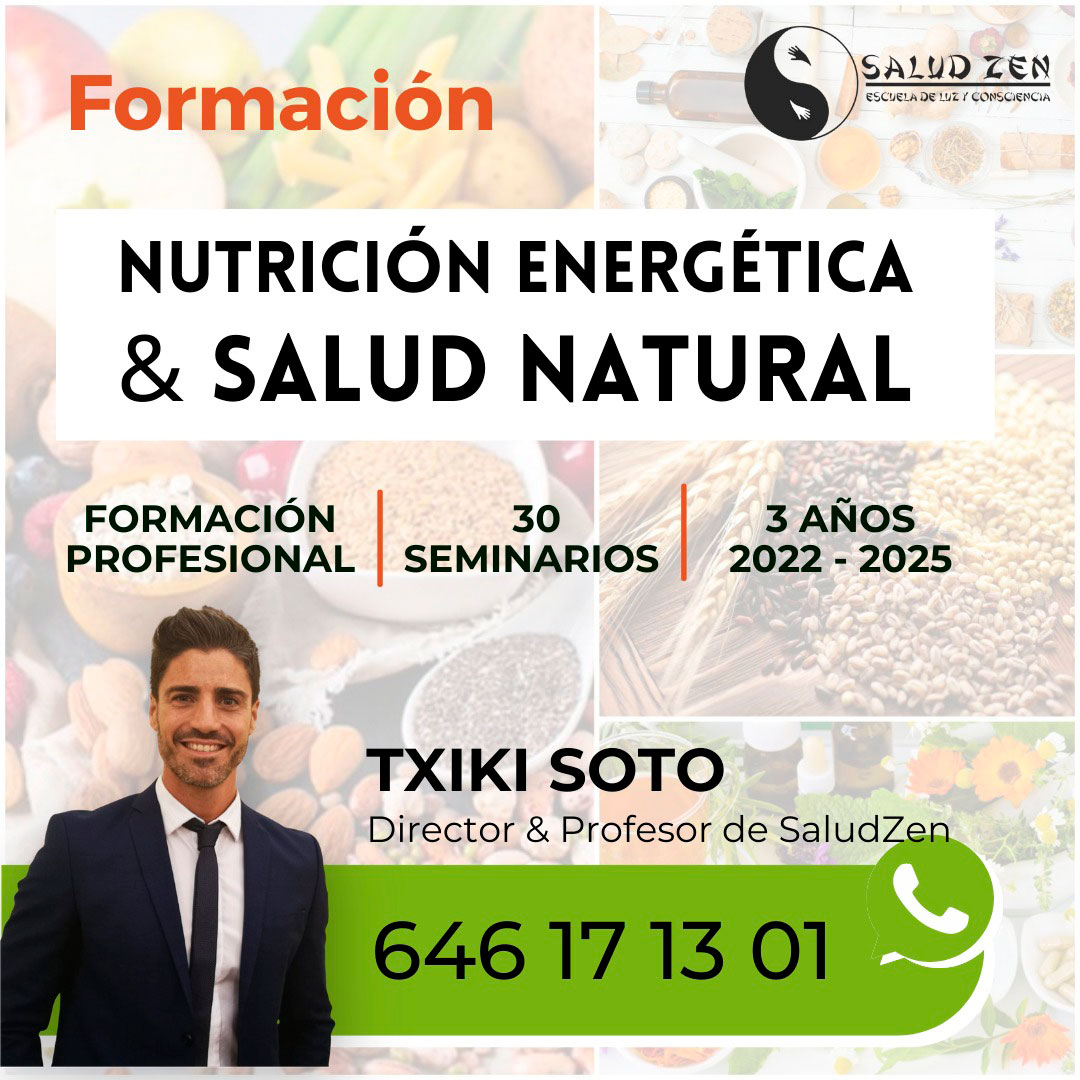 Formación
SALUD ZEN
ESCUELA DE LUZ Y CONSCIENCIA
NUTRICIÓN ENERGÉTICA
& SALUD NATURAL
FORMACIÓN
PROFESIONAL
30
SEMINARIOS
3 AÑOS
2022 - 2025
TXIKI SOTO
Director & Profesor de SaludZen
646 17 13 01